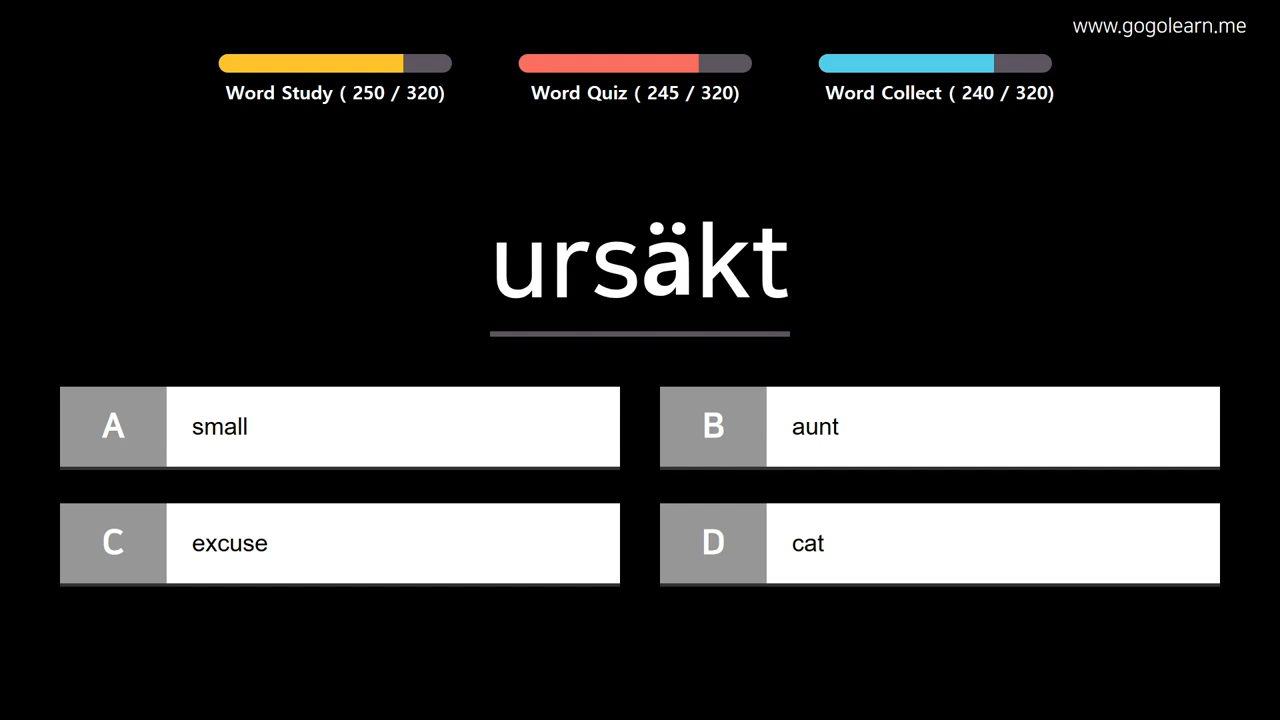 www.gogolearn.me
Word Study ( 250 / 320)
Word Quiz ( 245 / 320)
Word Collect ( 240 / 320)
ursäkt
A small
B aunt
C excuse
D cat